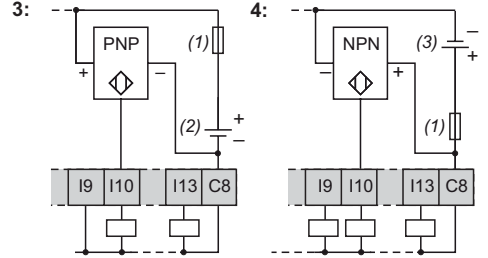 3: 4:
PNP (1) NPN (3) –
+ – – + +
(2) + (1)
–
I9 I10 I13 C8 I9 I10 I13 C8